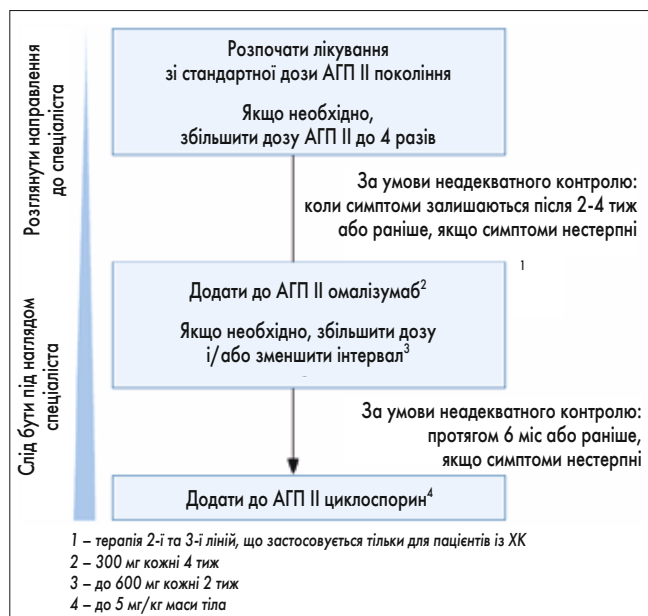 Розглянути направлення
до спеціаліста
Розпочати лікування
зі стандартної дози АГП II покоління
Якщо необхідно,
збільшити дозу АГП II до 4 разів
За умови неадекватного контролю:
коли симптоми залишаються після 2-4 тиж
або раніше, якщо симптоми нестерпні
Слід бути під наглядом
спеціаліста
1
Додати до АГП II омалізумаб2
Якщо необхідно, збільшити дозу
і/або зменшити інтервал3
За умови неадекватного контролю:
протягом 6 міс або раніше,
якщо симптоми нестерпні
Додати до АГП II циклоспорин4
1 – терапія 2-ї та 3-ї ліній, що застосовується тільки для пацієнтів із ХК
2 – 300 мг кожні 4 тиж
3 – до 600 мг кожні 2 тиж
4 – до 5 мг/кг маси тіла